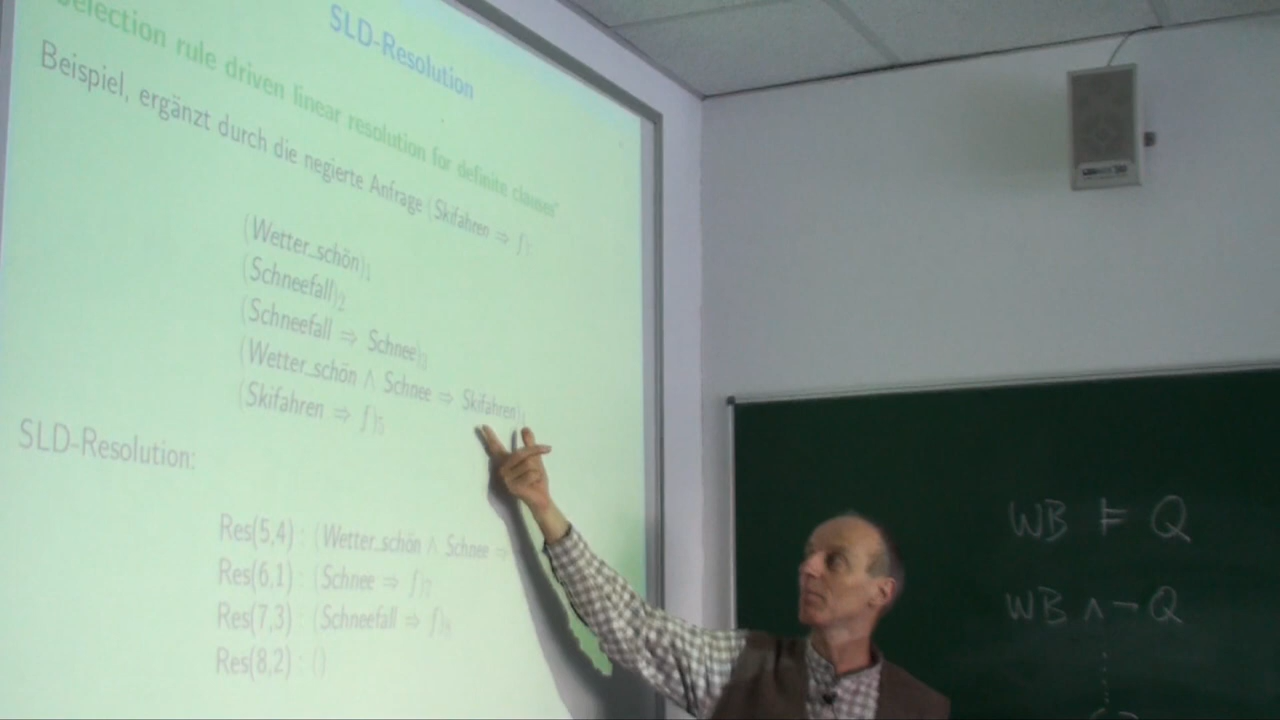 SLD-Resolution
Selection rule driven linear resolution for definite clauses"
Beispiel, ergänzt durch die negierte Anfrage (Skifahren ⇒ f)
(Wetter_schön)₁
(Schneefall)₂
(Schneefall ⇒ Schnee)₃
(Wetter_schön ∧ Schnee ⇒ Skifahren)₄
(Skifahren ⇒ f)₅
SLD-Resolution:
Res(5,4) : (Wetter_schön ∧ Schnee ⇒
Res(6,1) : (Schnee ⇒ f)₇
Res(7,3) : (Schneefall ⇒ f)₈
Res(8,2) : ()
WB ⊨ Q
WB ∧ ¬ Q